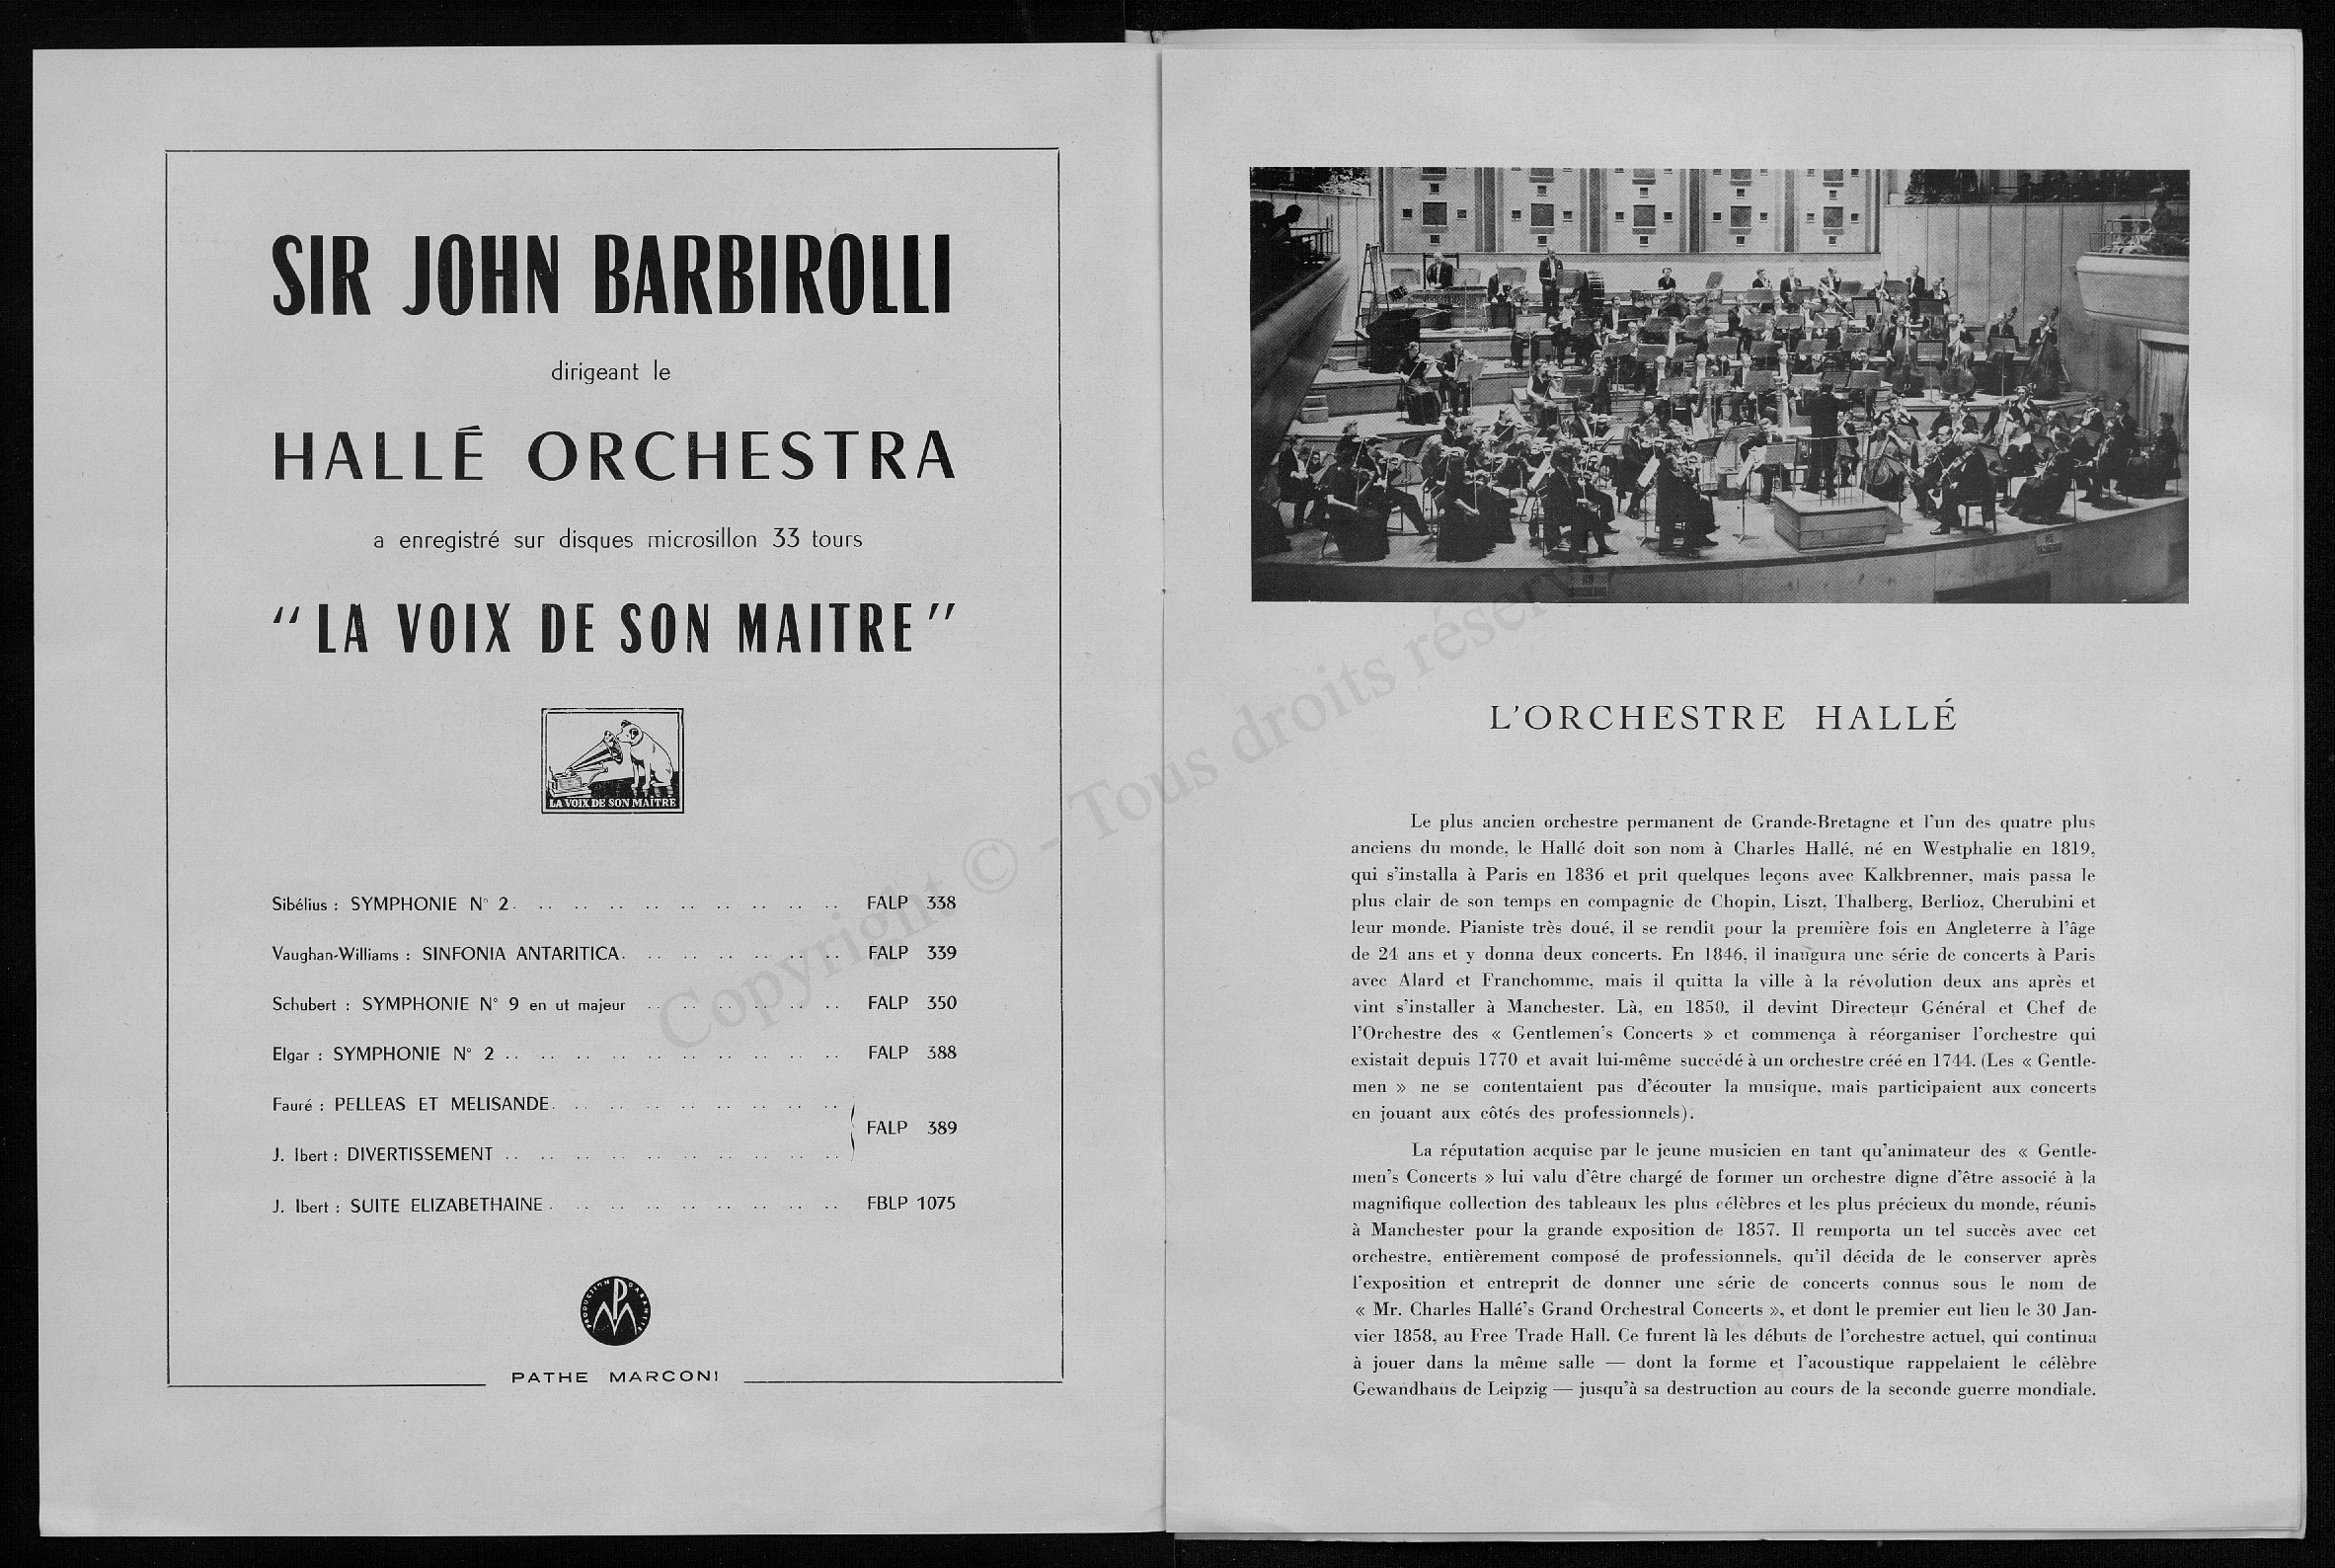 SIR JOHN BARBIROLLI
dirigeant le
HALLÉ ORCHESTRA
a enregistré sur disques microsillon 33 tours
“LA VOIX DE SON MAITRE”
LA VOIX DE SON MAÎTRE
Sibélius : SYMPHONIE N° 2. . .. .. .. .. .. .. .. .. .. FALP 338
Vaughan-Williams : SINFONIA ANTARITICA. . .. .. .. .. .. .. FALP 339
Schubert : SYMPHONIE N° 9 en ut majeur .. .. .. .. .. .. FALP 350
Elgar : SYMPHONIE N° 2 .. .. .. .. .. .. .. .. .. .. FALP 388
Fauré : PELLEAS ET MELISANDE. . .. .. .. .. .. .. .. ..
FALP 389
J. Ibert : DIVERTISSEMENT .. .. .. .. .. .. .. .. .. ..
J. Ibert : SUITE ELIZABETHAINE . . .. .. .. .. .. .. .. .. FBLP 1075
PRODUCTION GARANTIE
PATHE MARCONI
L'ORCHESTRE HALLÉ
Le plus ancien orchestre permanent de Grande-Bretagne et l'un des quatre plus
anciens du monde, le Hallé doit son nom à Charles Hallé, né en Westphalie en 1819,
qui s'installa à Paris en 1836 et prit quelques leçons avec Kalkbrenner, mais passa le
plus clair de son temps en compagnie de Chopin, Liszt, Thalberg, Berlioz, Cherubini et
leur monde. Pianiste très doué, il se rendit pour la première fois en Angleterre à l'âge
de 24 ans et y donna deux concerts. En 1846, il inaugura une série de concerts à Paris
avec Alard et Franchomme, mais il quitta la ville à la révolution deux ans après et
vint s'installer à Manchester. Là, en 1850, il devint Directeur Général et Chef de
l'Orchestre des « Gentlemen's Concerts » et commença à réorganiser l'orchestre qui
existait depuis 1770 et avait lui-même succédé à un orchestre créé en 1744. (Les « Gentle-
men » ne se contentaient pas d'écouter la musique, mais participaient aux concerts
en jouant aux côtés des professionnels).
La réputation acquise par le jeune musicien en tant qu'animateur des « Gentle-
men's Concerts » lui valu d'être chargé de former un orchestre digne d'être associé à la
magnifique collection des tableaux les plus célèbres et les plus précieux du monde, réunis
à Manchester pour la grande exposition de 1857. Il remporta un tel succès avec cet
orchestre, entièrement composé de professionnels, qu'il décida de le conserver après
l'exposition et entreprit de donner une série de concerts connus sous le nom de
« Mr. Charles Hallé's Grand Orchestral Concerts », et dont le premier eut lieu le 30 Jan-
vier 1858, au Free Trade Hall. Ce furent là les débuts de l'orchestre actuel, qui continua
à jouer dans la même salle — dont la forme et l'acoustique rappelaient le célèbre
Gewandhaus de Leipzig — jusqu'à sa destruction au cours de la seconde guerre mondiale.
Copyright © - Tous droits réservé